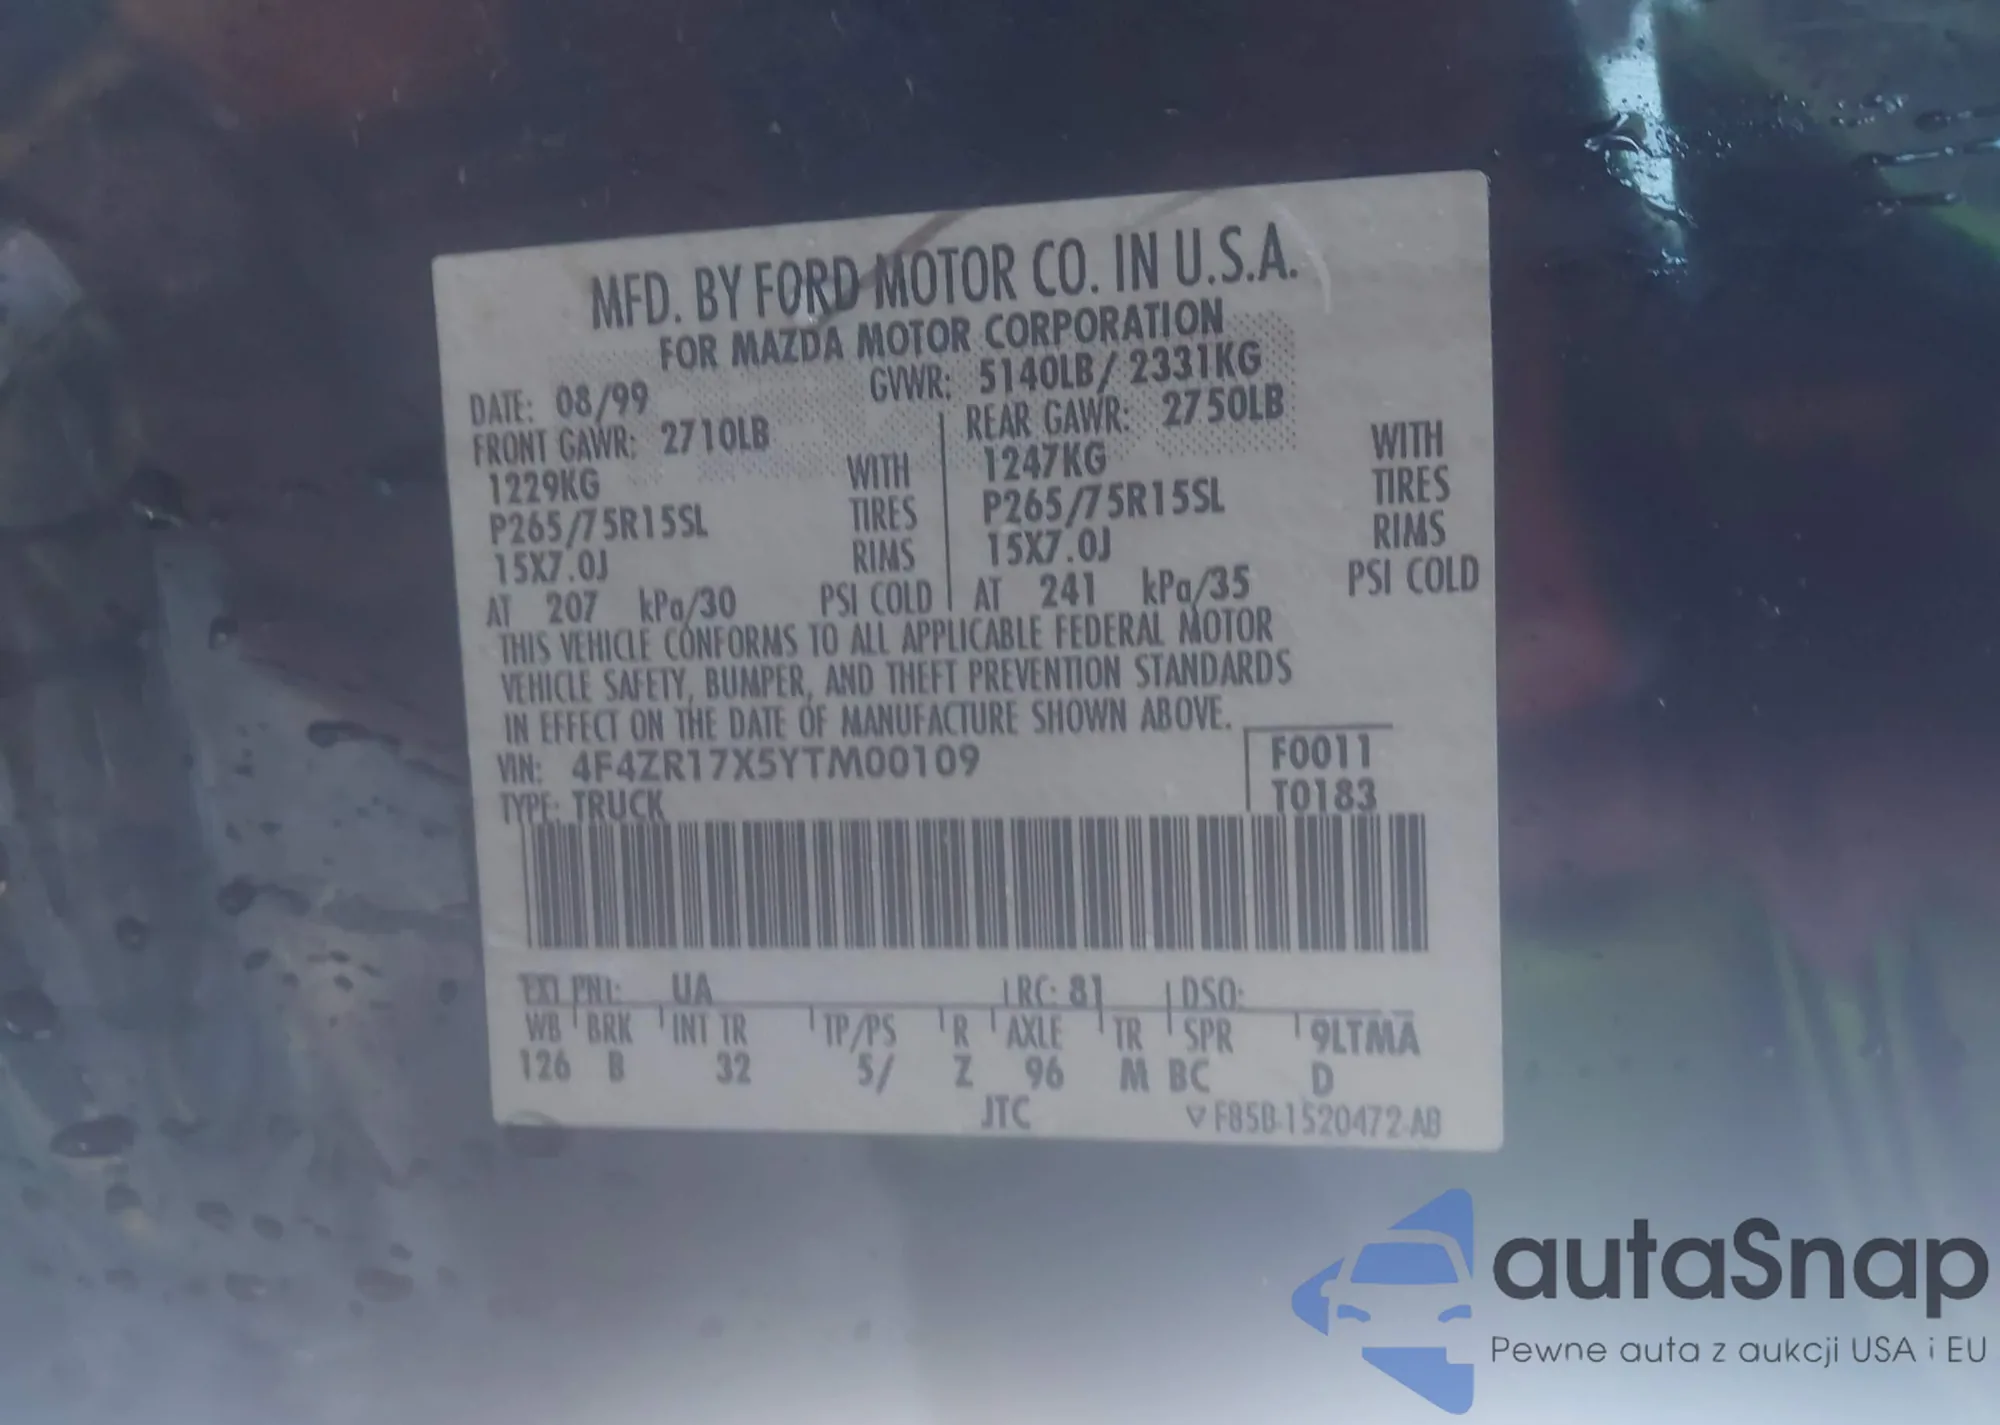 MFD. BY FORD MOTOR CO. IN U.S.A.
FOR MAZDA MOTOR CORPORATION
DATE: 08/99 GVWR: 5140LB/ 2331KG
FRONT GAWR: 2710LB REAR GAWR: 2750LB
1229KG WITH 1247KG WITH
P265/75R15SL TIRES P265/75R15SL TIRES
15X7.0J RIMS 15X7.0J RIMS
AT 207 kPa/30 PSI COLD AT 241 kPa/35 PSI COLD
THIS VEHICLE CONFORMS TO ALL APPLICABLE FEDERAL MOTOR
VEHICLE SAFETY, BUMPER, AND THEFT PREVENTION STANDARDS
IN EFFECT ON THE DATE OF MANUFACTURE SHOWN ABOVE.
VIN: 4F4ZR17X5YTM00109 F0011
TYPE: TRUCK T0183
EXT PNT: UA RC: 81 DSO:
WB BRK INT TR TP/PS R AXLE TR SPR 9LTMA
126 B 32 5/ Z 96 M BC D
JTC ▽ F85B-1520472-AB
autaSnap
Pewne auta z aukcji USA i EU